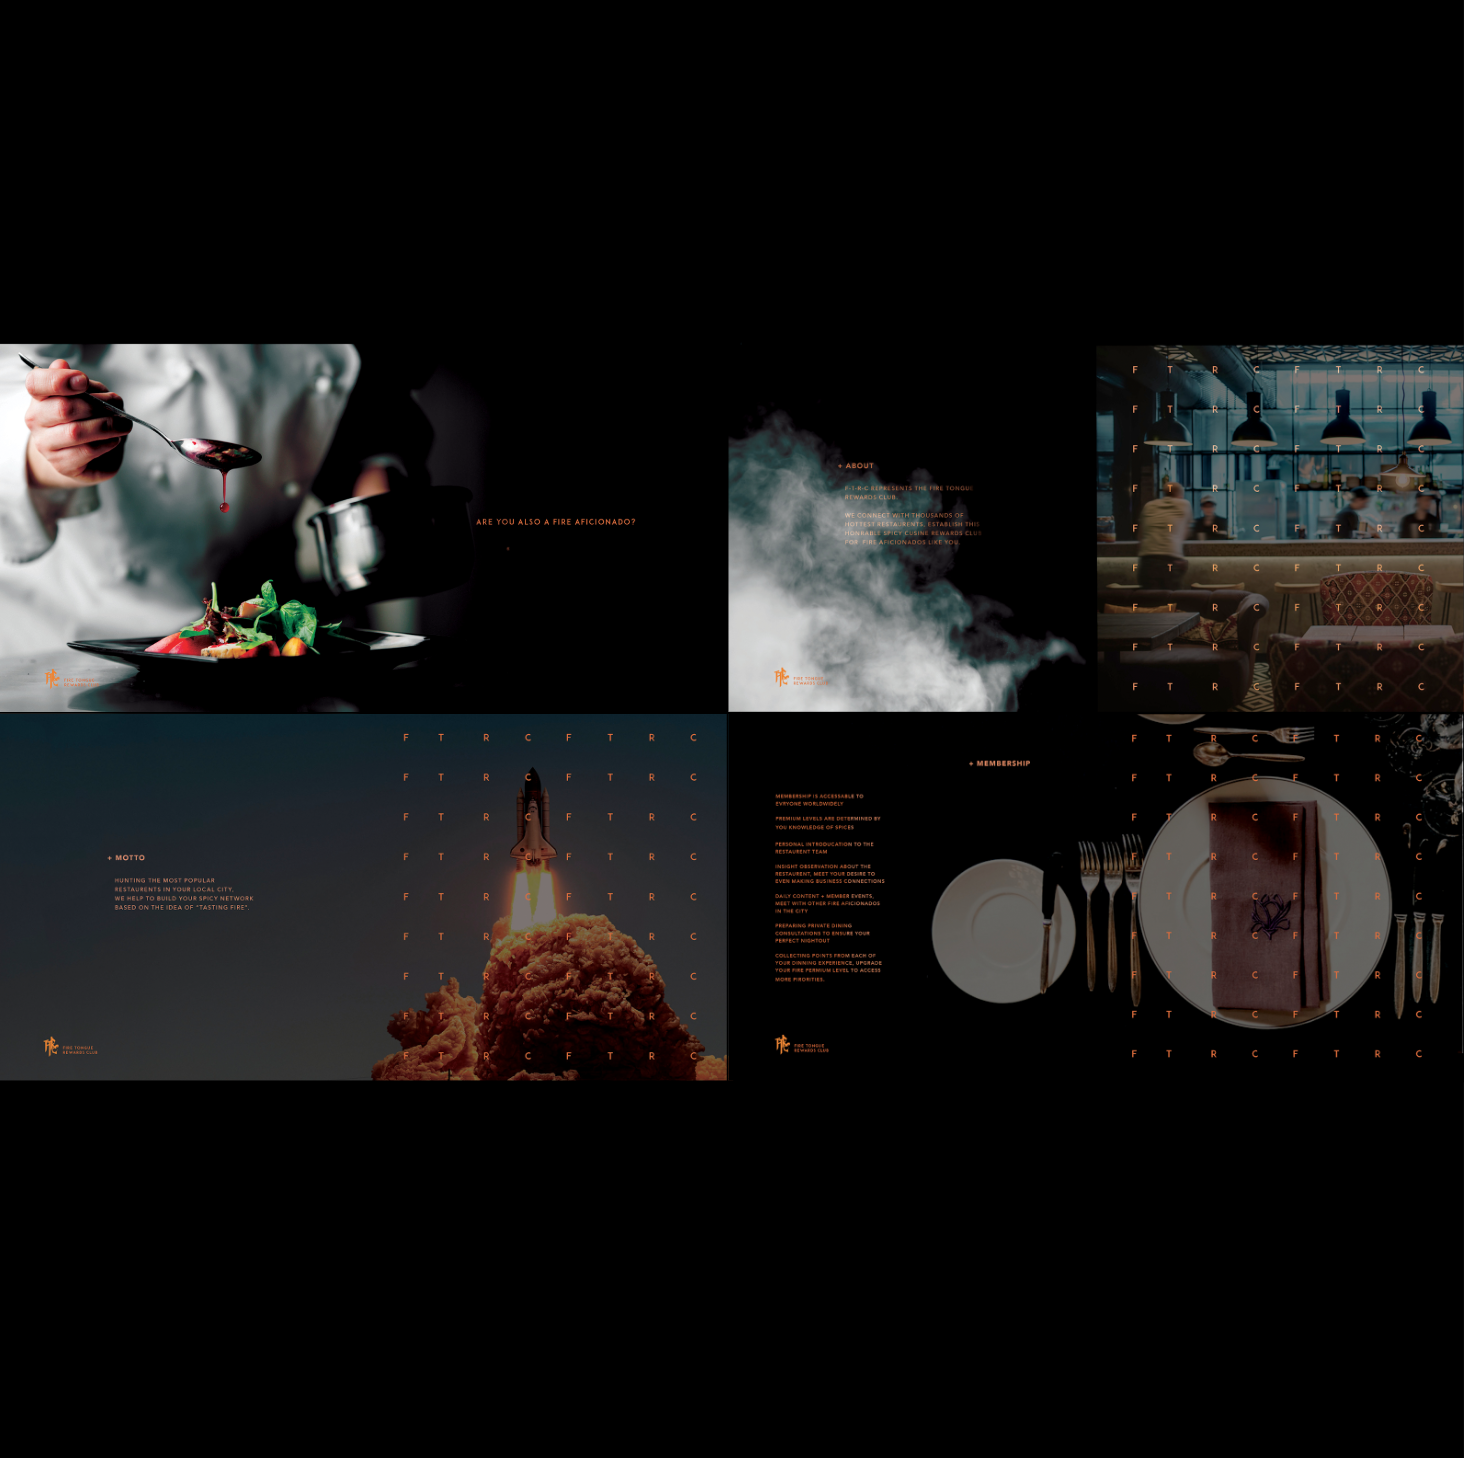 ARE YOU ALSO A FIRE AFICIONADO?
FIRE TONGUE
REWARDS CLUB
+ ABOUT
F-T-R-C REPRESENTS THE FIRE TONGUE
REWARDS CLUB.
WE CONNECT WITH THOUSANDS OF
HOTTEST RESTAURENTS, ESTABLISH THIS
SPICY CUSINE REWARDS CLUB
FOR FIRE AFICIONADOS LIKE YOU.
FIRE TONGUE
REWARDS CLUB
F T R C F T R C
F T R C F T R C
F T R C F T R C
F T R C F T R C
F T R C F T R C
F T R C F T R C
F T R C F T R C
F T R C F T R C
F T R C F T R C
+ MOTTO
HUNTING THE MOST POPULAR
RESTAURENTS IN YOUR LOCAL CITY,
WE HELP TO BUILD YOUR SPICY NETWORK
BASED ON THE IDEA OF "TASTING FIRE".
FIRE TONGUE
REWARDS CLUB
F T R C F T R C
F T R C F T R C
F T R C F T R C
F T R C F T R C
F T R C F T R C
F T R C F R C
F T R C F T R C
F T R C F T R C
F T R C F T R C
+ MEMBERSHIP
MEMBERSHIP IS ACCESSABLE TO
EVRYONE WORLDWIDELY
PREMIUM LEVELS ARE DETERMINED BY
YOU KNOWLEDGE OF SPICES
PERSONAL INTRODUCATION TO THE
RESTAURENT TEAM
INSIGHT OBSERVATION ABOUT THE
RESTAURENT, MEET YOUR DESIRE TO
EVEN MAKING BUSINESS CONNECTIONS
DAILY CONTENT + MEMBER EVENTS,
MEET WITH OTHER FIRE AFICIONADOS
IN THE CITY
PREPARING PRIVATE DINING
CONSULTATIONS TO ENSURE YOUR
PERFECT NIGHTOUT
COLLECTING POINTS FROM EACH OF
YOUR DINNING EXPERIENCE, UPGRADE
YOUR FIRE PERMIUM LEVEL TO ACCESS
MORE PIRORITIES.
FIRE TONGUE
REWARDS CLUB
F T R C F T R C
F T R C F T R C
F T R C F T R C
F T R C F T R C
F T R C F T R C
F T R C F T R C
F T R C F T R C
F T R C F T R C
F T R C F T R C